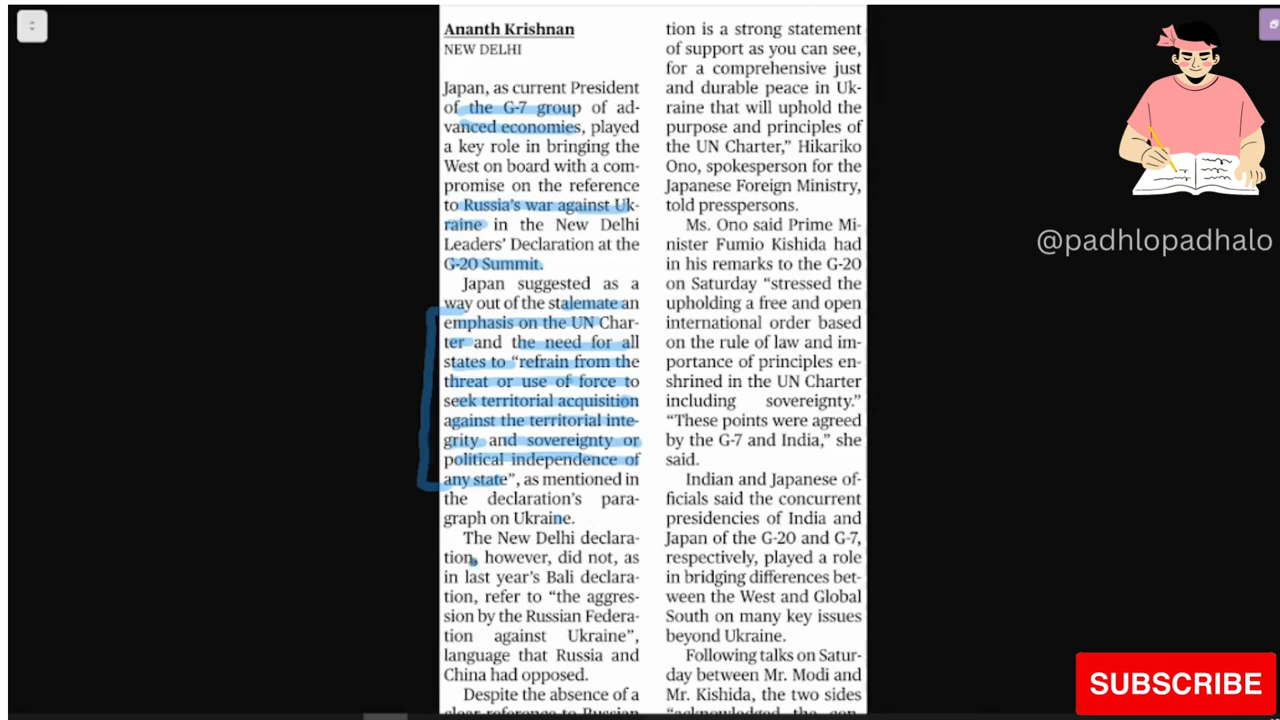 Ananth Krishnan
NEW DELHI
Japan, as current President
of the G-7 group of ad-
vanced economies, played
a key role in bringing the
West on board with a com-
promise on the reference
to Russia's war against Uk-
raine in the New Delhi
Leaders' Declaration at the
G-20 Summit.
Japan suggested as a
way out of the stalemate an
emphasis on the UN Char-
ter and the need for all
states to “refrain from the
threat or use of force to
seek territorial acquisition
against the territorial inte-
grity and sovereignty or
political independence of
any state”, as mentioned in
the declaration's para-
graph on Ukraine.
The New Delhi declara-
tion, however, did not, as
in last year's Bali declara-
tion, refer to “the aggres-
sion by the Russian Federa-
tion against Ukraine”,
language that Russia and
China had opposed.
Despite the absence of a
clear reference to Russian
tion is a strong statement
of support as you can see,
for a comprehensive just
and durable peace in Uk-
raine that will uphold the
purpose and principles of
the UN Charter,” Hikariko
Ono, spokesperson for the
Japanese Foreign Ministry,
told presspersons.
Ms. Ono said Prime Mi-
nister Fumio Kishida had
in his remarks to the G-20
on Saturday “stressed the
upholding a free and open
international order based
on the rule of law and im-
portance of principles en-
shrined in the UN Charter
including sovereignty.”
“These points were agreed
by the G-7 and India,” she
said.
Indian and Japanese of-
ficials said the concurrent
presidencies of India and
Japan of the G-20 and G-7,
respectively, played a role
in bridging differences bet-
ween the West and Global
South on many key issues
beyond Ukraine.
Following talks on Satur-
day between Mr. Modi and
Mr. Kishida, the two sides
“acknowledged the con-
@padhlopadhalo
SUBSCRIBE